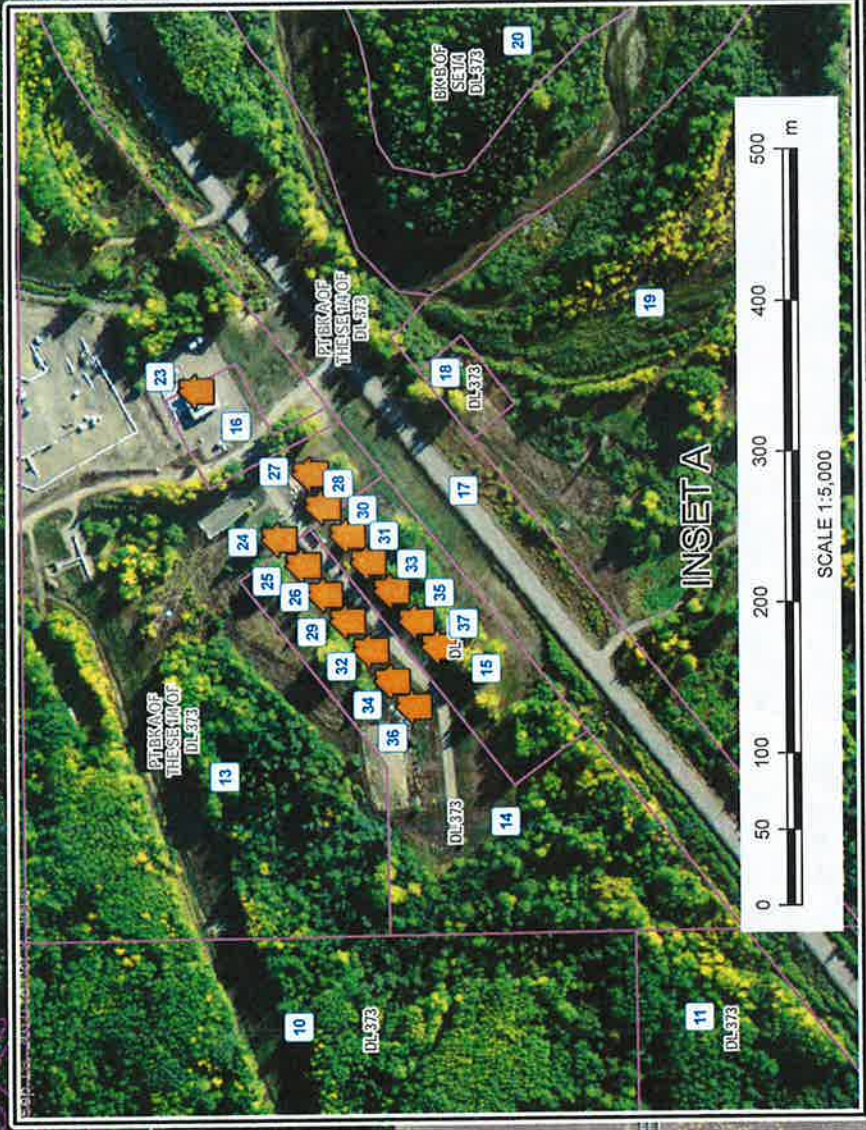 PT BK A OF
THE SE 1/4 OF
DL 373
23
13
16
24
25
27
26
10
29
PT BK A OF
THE SE 1/4 OF
DL 373
28
32
30
34
DL 373
31
36
33
35
BK B OF
SE1/4
DL 373
18
DL 373
DL
37
17
DL 373
15
14
20
19
INSET A
11
DL 373
0 50 100 200 300 400 500
m
SCALE 1:5,000